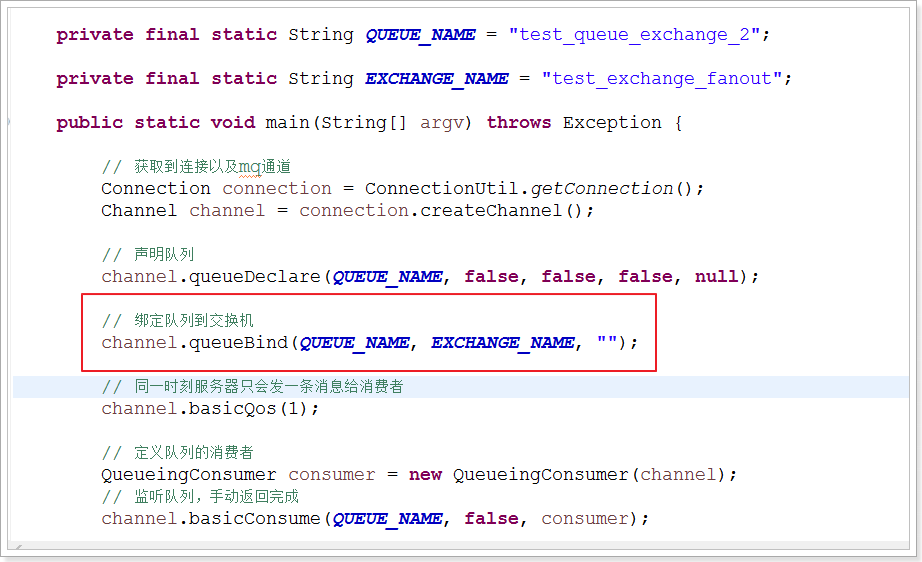 private final static String QUEUE_NAME = "test_queue_exchange_2";
private final static String EXCHANGE_NAME = "test_exchange_fanout";
public static void main(String[] argv) throws Exception {
// 获取到连接以及mq通道
Connection connection = ConnectionUtil.getConnection();
Channel channel = connection.createChannel();
// 声明队列
channel.queueDeclare(QUEUE_NAME, false, false, false, null);
// 绑定队列到交换机
channel.queueBind(QUEUE_NAME, EXCHANGE_NAME, "");
// 同一时刻服务器只会发一条消息给消费者
channel.basicQos(1);
// 定义队列的消费者
QueueingConsumer consumer = new QueueingConsumer(channel);
// 监听队列，手动返回完成
channel.basicConsume(QUEUE_NAME, false, consumer);